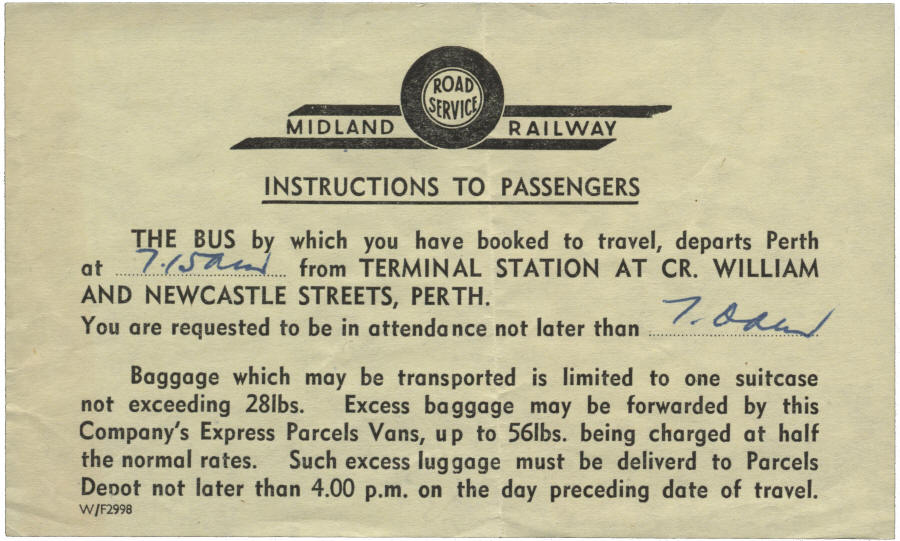 ROAD
SERVICE
MIDLAND RAILWAY
INSTRUCTIONS TO PASSENGERS
THE BUS by which you have booked to travel, departs Perth
at 7.15am from TERMINAL STATION AT CR. WILLIAM
AND NEWCASTLE STREETS, PERTH.
You are requested to be in attendance not later than 7.0am
Baggage which may be transported is limited to one suitcase
not exceeding 28lbs. Excess baggage may be forwarded by this
Company's Express Parcels Vans, up to 56lbs. being charged at half
the normal rates. Such excess luggage must be deliverd to Parcels
Depot not later than 4.00 p.m. on the day preceding date of travel.
W/F2998